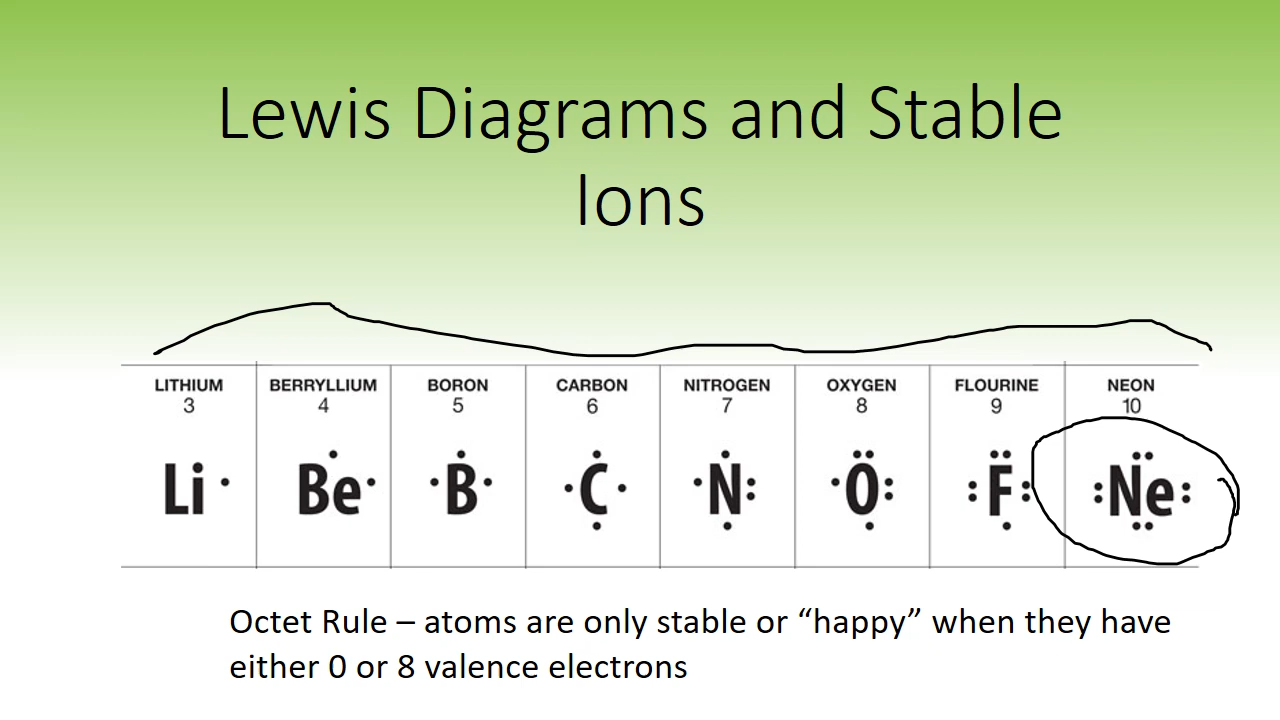 Lewis Diagrams and Stable
Ions
LITHIUM BERRYLLIUM BORON CARBON NITROGEN OXYGEN FLOURINE NEON
3 4 5 6 7 8 9 10
Li Be B C N O F Ne
Octet Rule – atoms are only stable or “happy” when they have
either 0 or 8 valence electrons